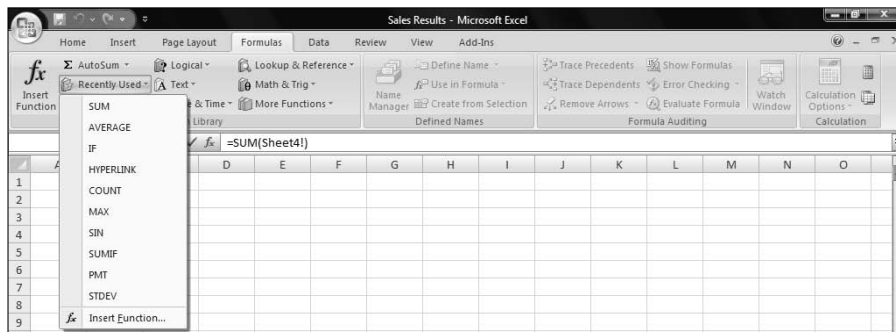 Sales Results - Microsoft Excel
Home Insert Page Layout Formulas Data Review View Add-Ins
fx Insert Function
Σ AutoSum
Recently Used
Logical
A Text
& Time
Lookup & Reference
θ Math & Trig
More Functions
Library
Name Manager
Define Name
Use in Formula
Create from Selection
Defined Names
Trace Precedents
Trace Dependents
Remove Arrows
Show Formulas
Error Checking
Evaluate Formula
Formula Auditing
Watch Window
Calculation Options
Calculation
SUM
AVERAGE
IF
HYPERLINK
COUNT
MAX
SIN
SUMIF
PMT
STDEV
fx Insert Function...
fx =SUM(Sheet4!)
A D E F G H I J K L M N O
1
2
3
4
5
6
7
8
9